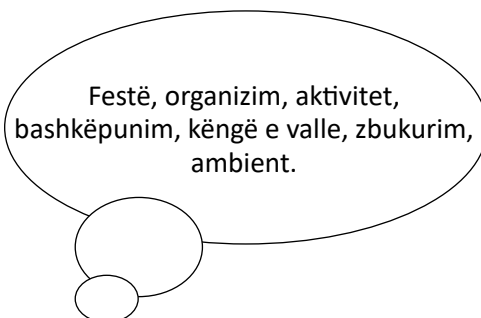 Festë, organizim, aktivitet,
bashkëpunim, këngë e valle, zbukurim,
ambient.